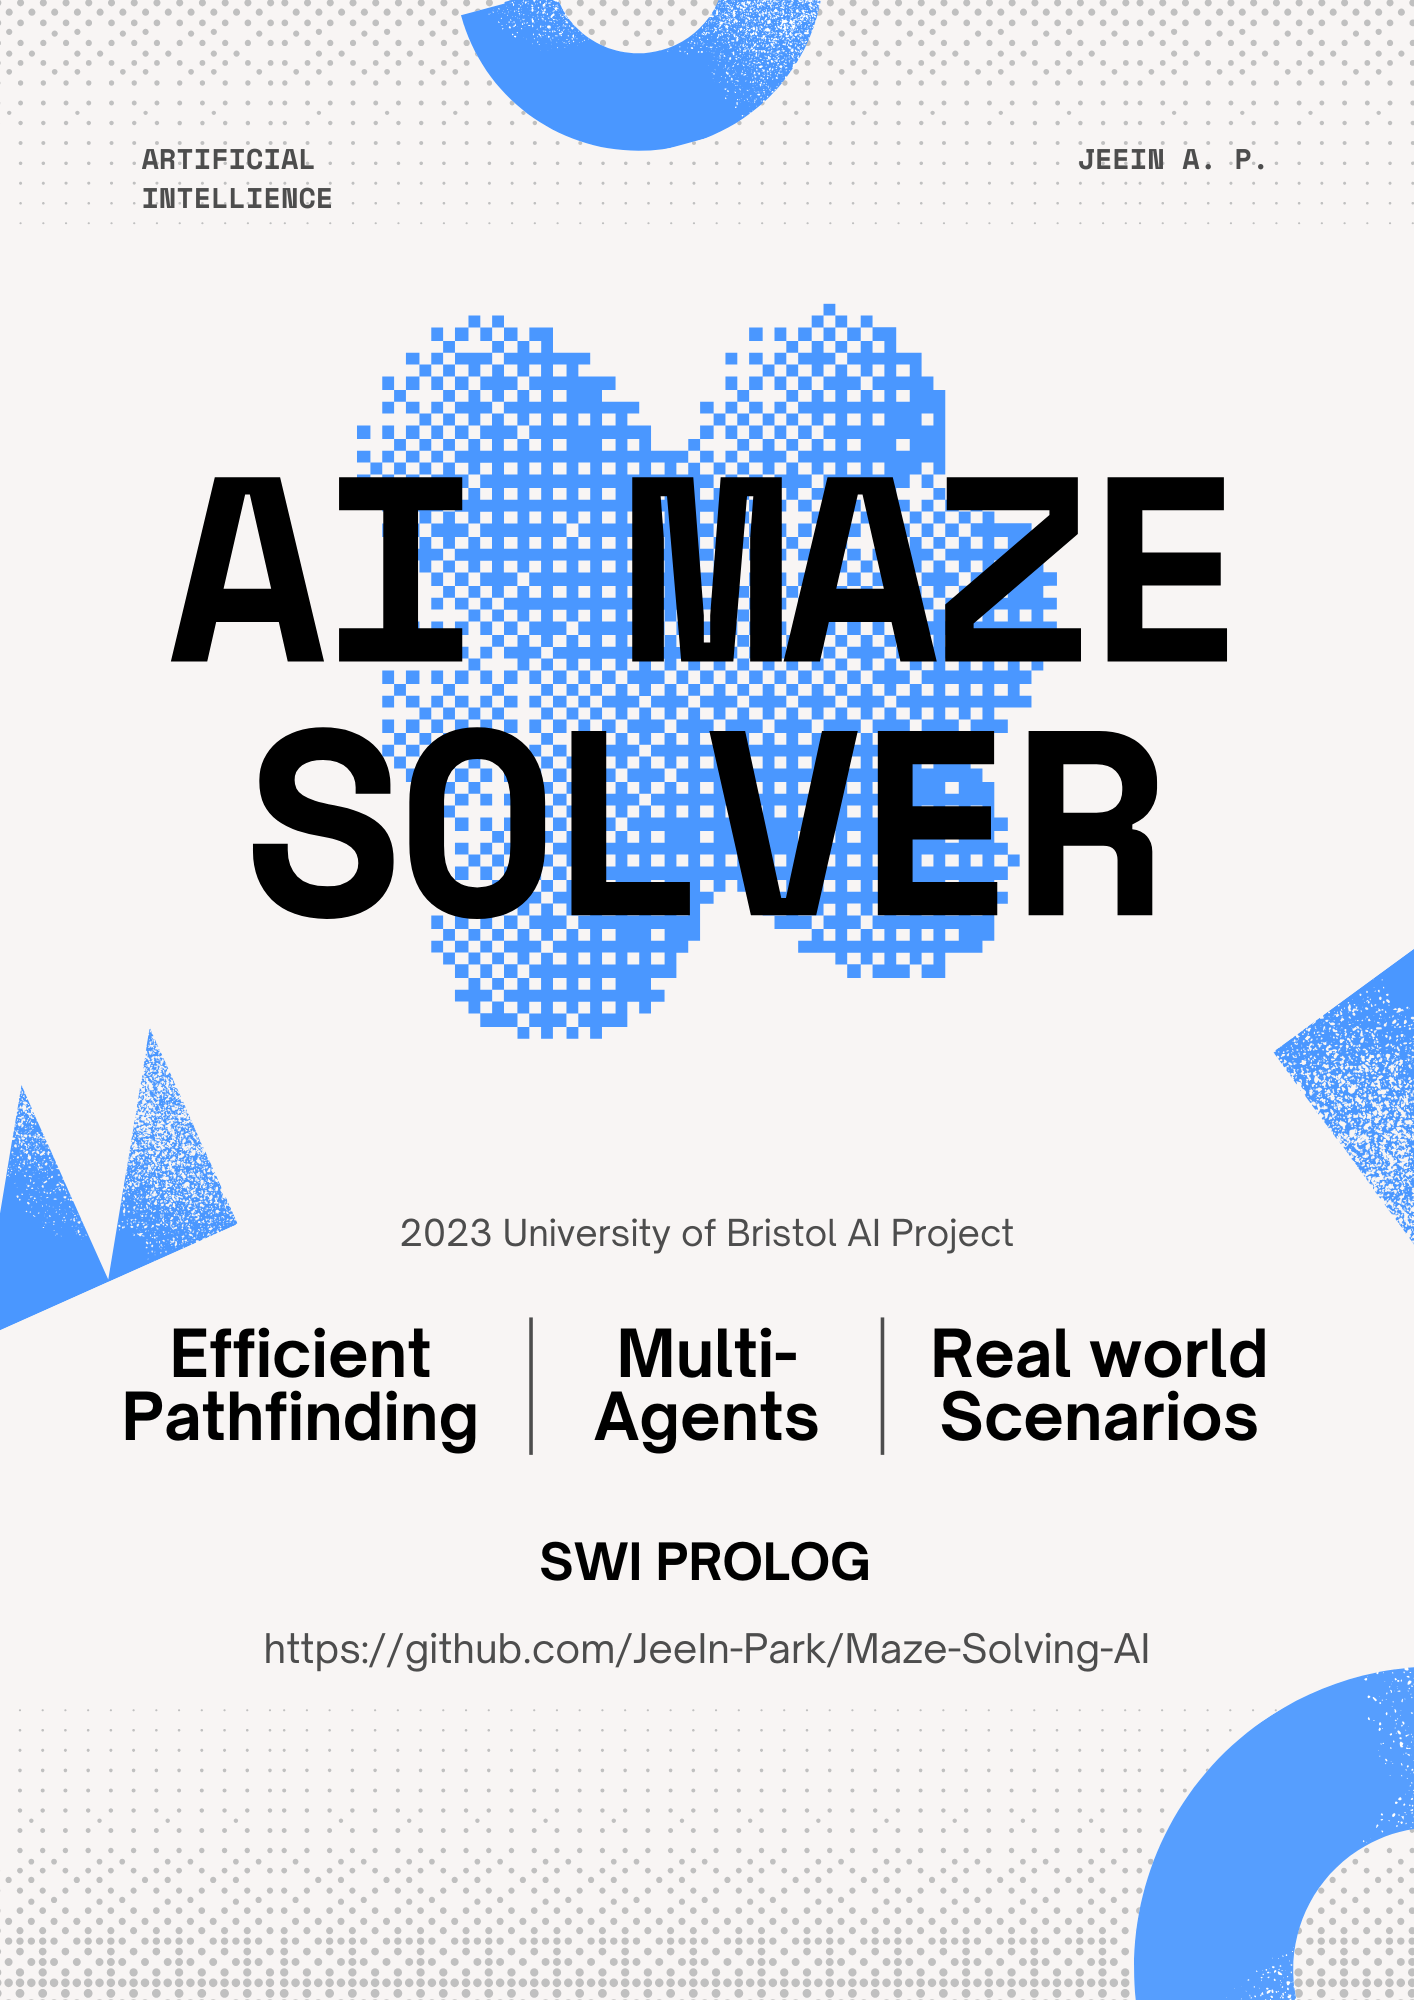 ARTIFICIAL
INTELLIENCE
JEEIN A. P.
AI MAZE
SOLVER
2023 University of Bristol AI Project
Efficient
Pathfinding
Multi-
Agents
Real world
Scenarios
SWI PROLOG
https://github.com/JeeIn-Park/Maze-Solving-AI